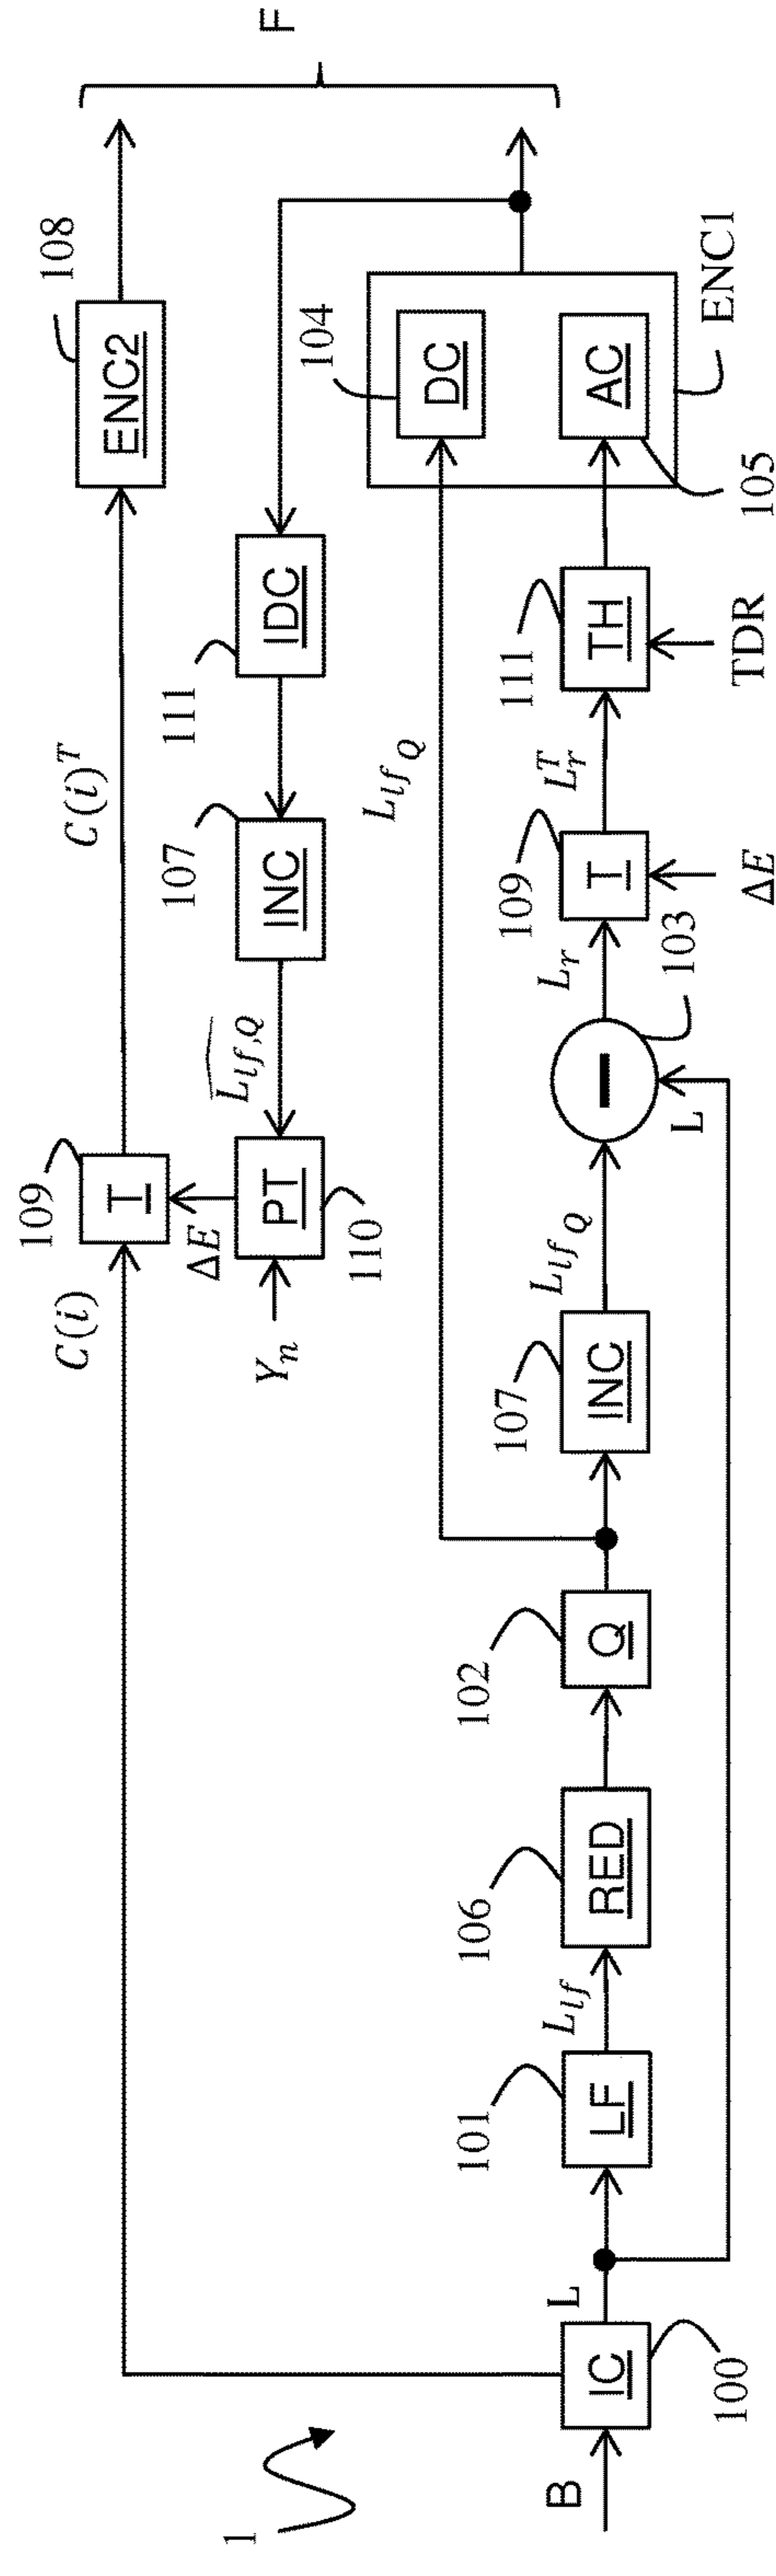 F
108
ENC2
C(i)^T
109
T
C(i)
ΔE
PT
110
Y_n
\widehat{L_{lf,Q}}
107
INC
111
IDC
104
DC
AC
105
ENC1
L_{lf_Q}
111
TH
TDR
L_r^T
109
T
ΔE
L_r
103
L
L_{lf_Q}
107
INC
102
Q
106
RED
L_{lf}
101
LF
L
IC
100
B
1